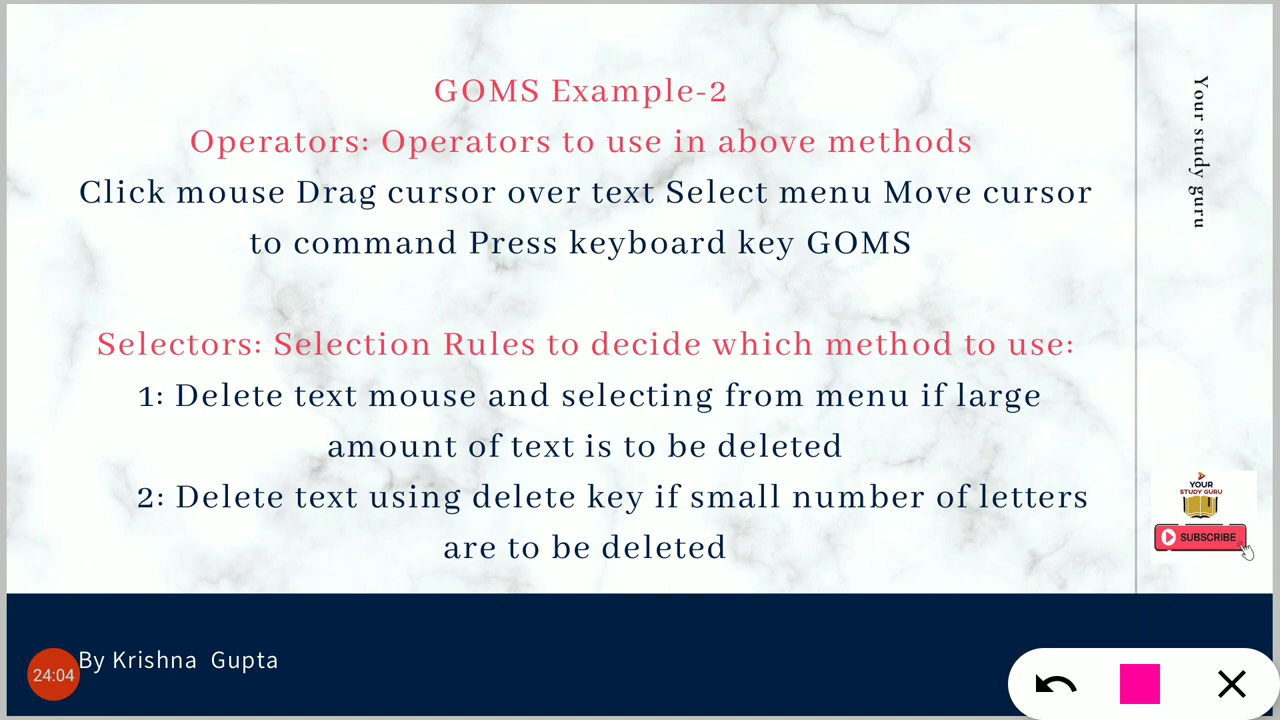 GOMS Example-2
Operators: Operators to use in above methods
Click mouse Drag cursor over text Select menu Move cursor
to command Press keyboard key GOMS
Selectors: Selection Rules to decide which method to use:
1: Delete text mouse and selecting from menu if large
amount of text is to be deleted
2: Delete text using delete key if small number of letters
are to be deleted
Your study guru
YOUR
STUDY GURU
SUBSCRIBE
24:04
By Krishna Gupta